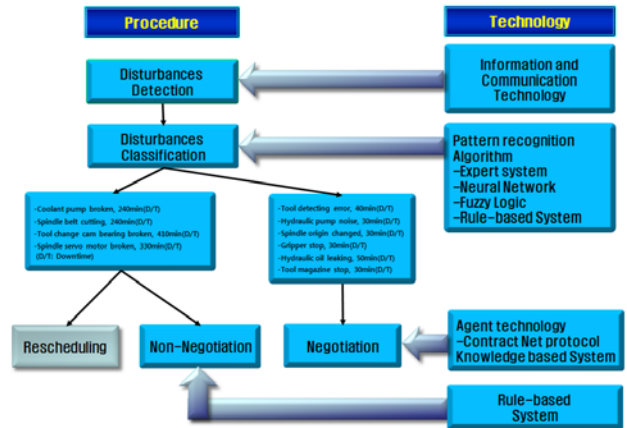 Procedure
Technology
Disturbances
Detection
Information and
Communication
Technology
Disturbances
Classification
Pattern recognition
Algorithm
-Expert system
-Neural Network
-Fuzzy Logic
-Rule-based System
-Coolant pump broken, 240min(D/T)
-Spindle belt cutting, 240min(D/T)
-Tool change cam bearing broken, 410min(D/T)
-Spindle servo motor broken, 330min(D/T)
(D/T: Downtime)
-Tool detecting error, 40min(D/T)
-Hydraulic pump noise, 30min(D/T)
-Spindle origin changed, 30min(D/T)
-Gripper stop, 30min(D/T)
-Hydraulic oil leaking, 50min(D/T)
-Tool magazine stop, 30min(D/T)
Rescheduling
Non-Negotiation
Negotiation
Agent technology
-Contract Net protocol
Knowledge based System
Rule-based
System